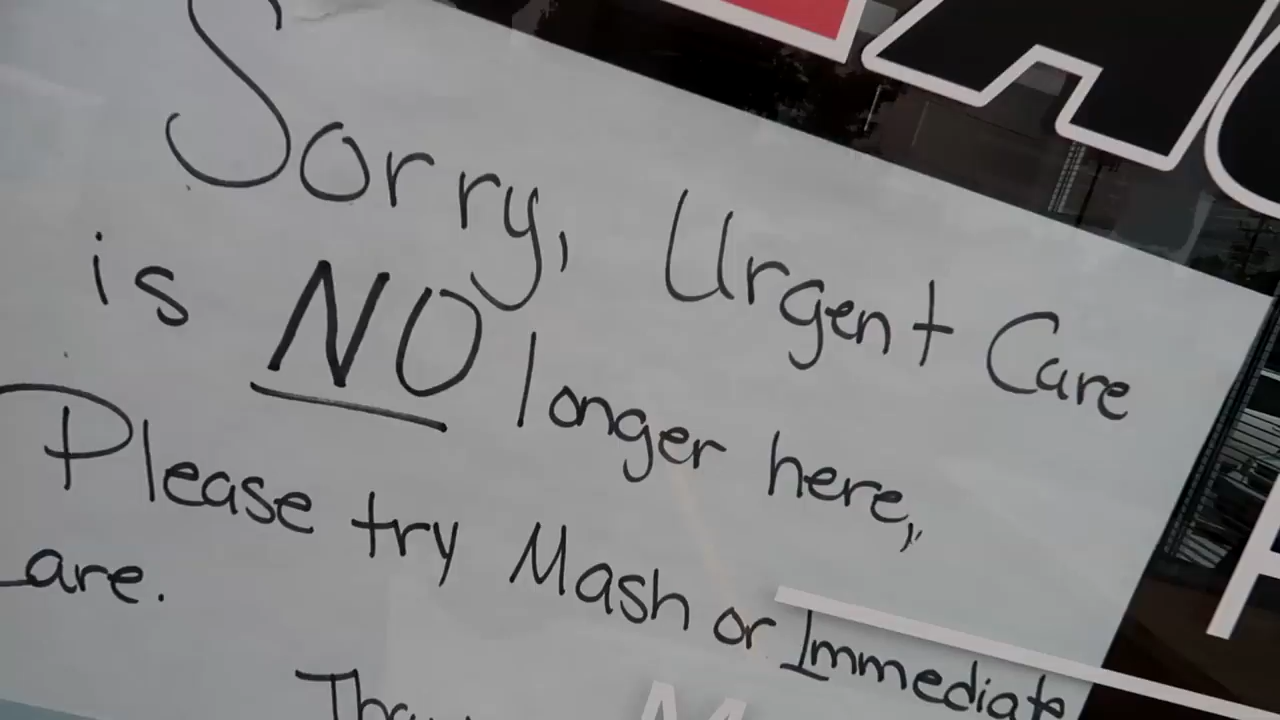 Sorry, Urgent Care
is NO longer here,
Please try Mash or Immediate
are.